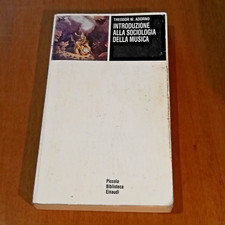 THEODOR W. ADORNO
INTRODUZIONE
ALLA SOCIOLOGIA
DELLA MUSICA
Piccola
Biblioteca
Einaudi